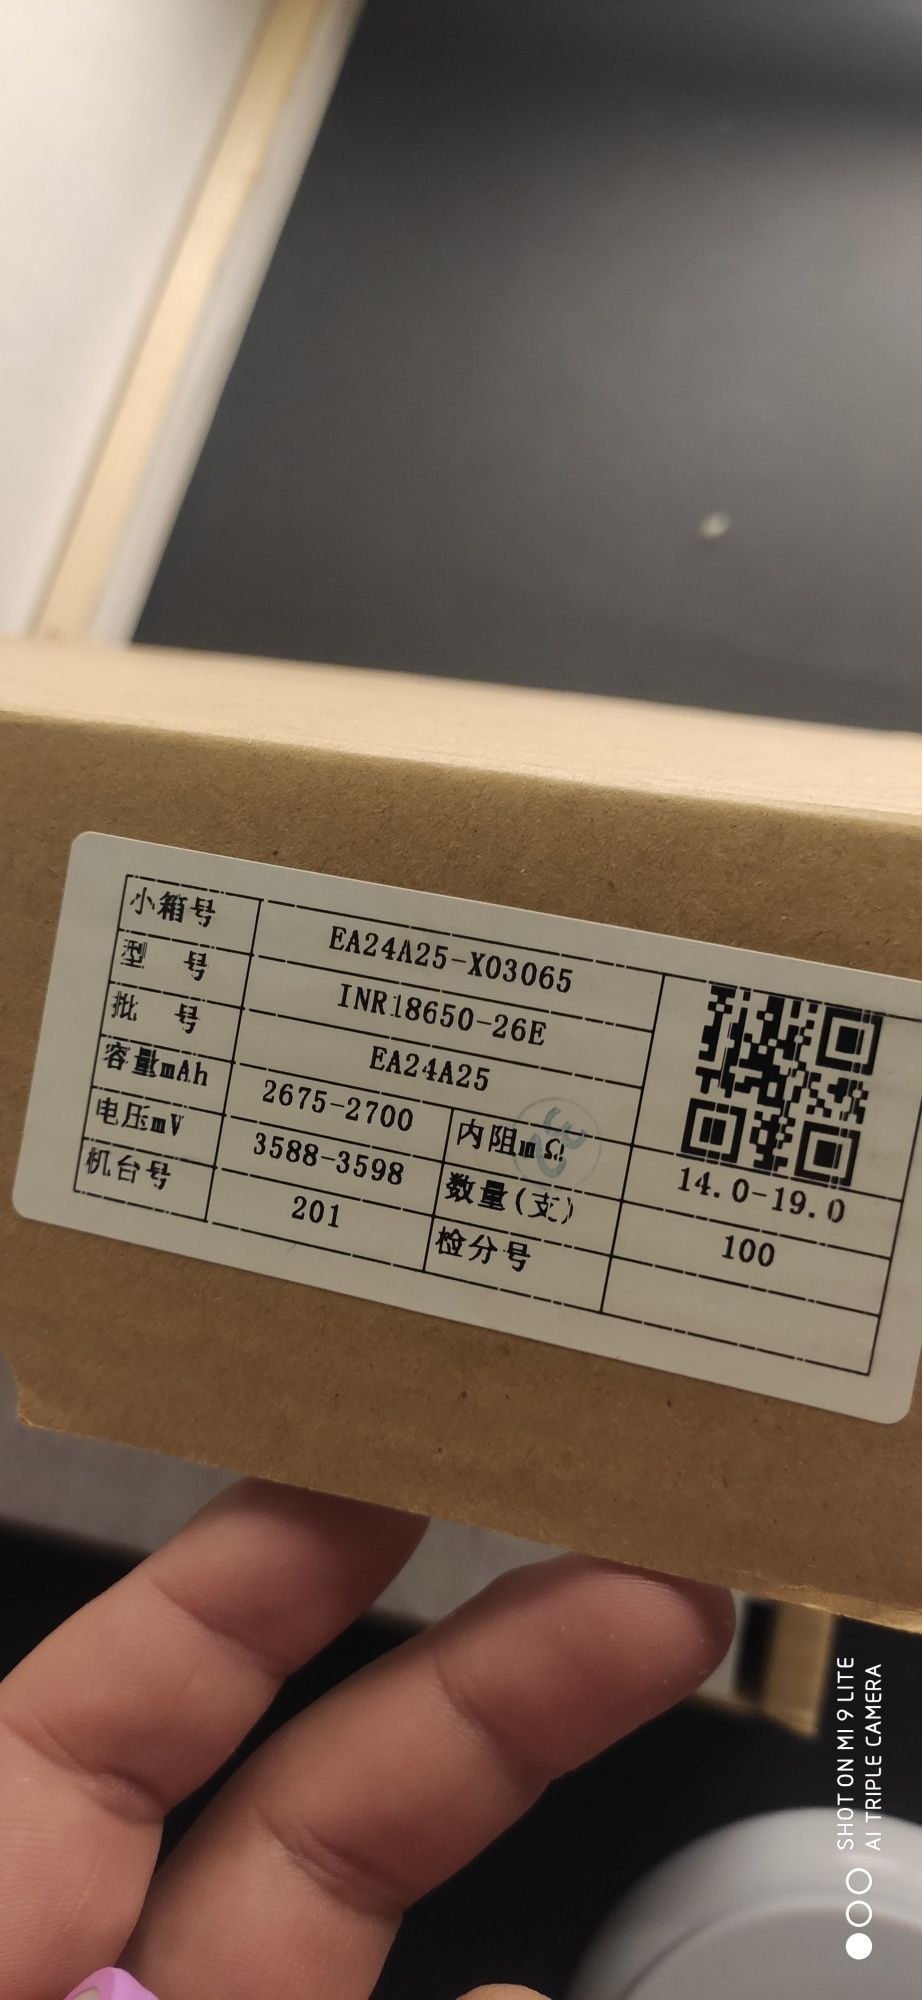 小箱号 EA24A25-X03065
型 号 INR18650-26E
批 号 EA24A25
容量mAh 2675-2700 内阻mΩ 14.0-19.0
电压mV 3588-3598 数量(支) 100
机台号 201 检分号
CE
SHOT ON MI 9 LITE
AI TRIPLE CAMERA